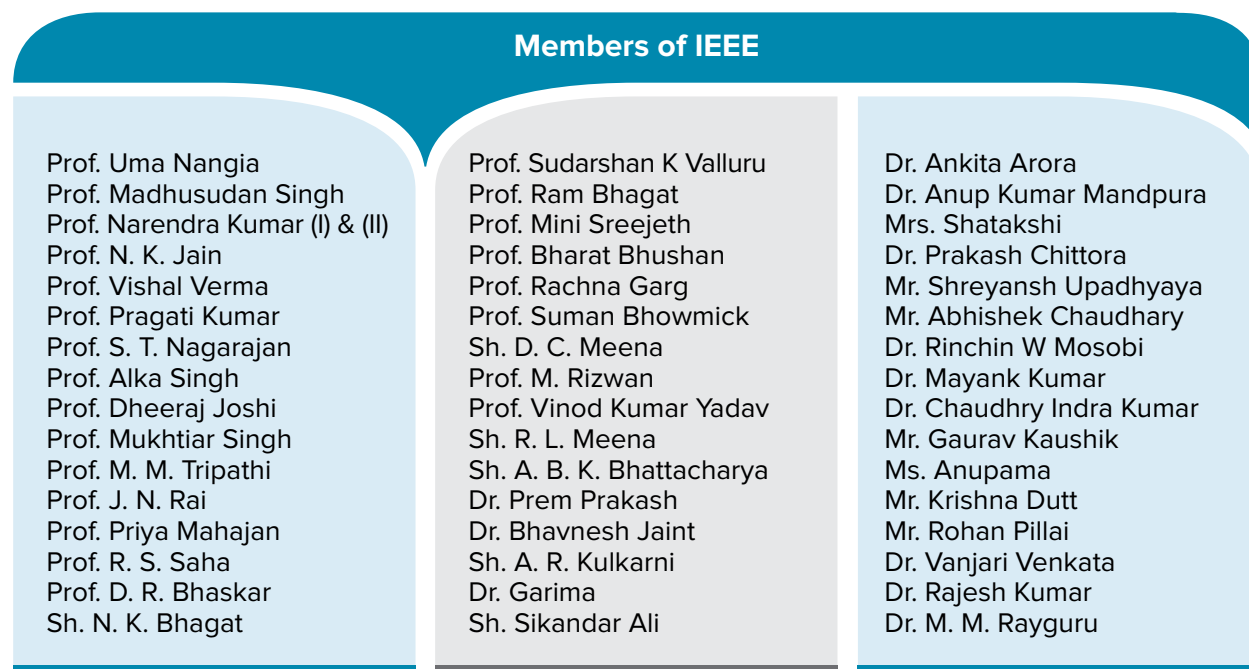 Members of IEEE
Prof. Uma Nangia
Prof. Madhusudan Singh
Prof. Narendra Kumar (I) & (II)
Prof. N. K. Jain
Prof. Vishal Verma
Prof. Pragati Kumar
Prof. S. T. Nagarajan
Prof. Alka Singh
Prof. Dheeraj Joshi
Prof. Mukhtiar Singh
Prof. M. M. Tripathi
Prof. J. N. Rai
Prof. Priya Mahajan
Prof. R. S. Saha
Prof. D. R. Bhaskar
Sh. N. K. Bhagat
Prof. Sudarshan K Valluru
Prof. Ram Bhagat
Prof. Mini Sreejeth
Prof. Bharat Bhushan
Prof. Rachna Garg
Prof. Suman Bhowmick
Sh. D. C. Meena
Prof. M. Rizwan
Prof. Vinod Kumar Yadav
Sh. R. L. Meena
Sh. A. B. K. Bhattacharya
Dr. Prem Prakash
Dr. Bhavnesh Jaint
Sh. A. R. Kulkarni
Dr. Garima
Sh. Sikandar Ali
Dr. Ankita Arora
Dr. Anup Kumar Mandpura
Mrs. Shatakshi
Dr. Prakash Chittora
Mr. Shreyansh Upadhyaya
Mr. Abhishek Chaudhary
Dr. Rinchin W Mosobi
Dr. Mayank Kumar
Dr. Chaudhry Indra Kumar
Mr. Gaurav Kaushik
Ms. Anupama
Mr. Krishna Dutt
Mr. Rohan Pillai
Dr. Vanjari Venkata
Dr. Rajesh Kumar
Dr. M. M. Rayguru